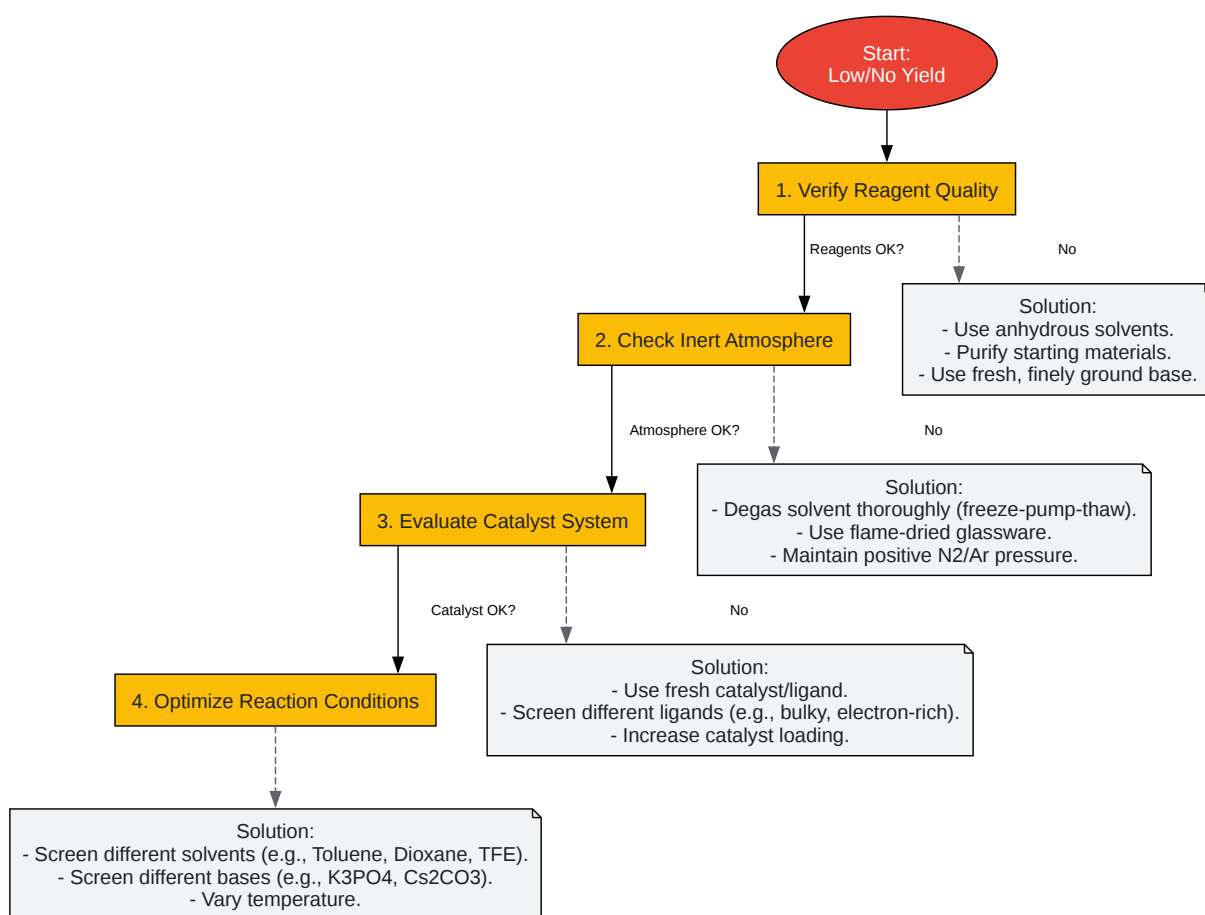 Start:
Low/No Yield
1. Verify Reagent Quality
Reagents OK?
No
Solution:
- Use anhydrous solvents.
- Purify starting materials.
- Use fresh, finely ground base.
2. Check Inert Atmosphere
Atmosphere OK?
No
Solution:
- Degas solvent thoroughly (freeze-pump-thaw).
- Use flame-dried glassware.
- Maintain positive N2/Ar pressure.
3. Evaluate Catalyst System
Catalyst OK?
No
Solution:
- Use fresh catalyst/ligand.
- Screen different ligands (e.g., bulky, electron-rich).
- Increase catalyst loading.
4. Optimize Reaction Conditions
Solution:
- Screen different solvents (e.g., Toluene, Dioxane, TFE).
- Screen different bases (e.g., K3PO4, Cs2CO3).
- Vary temperature.